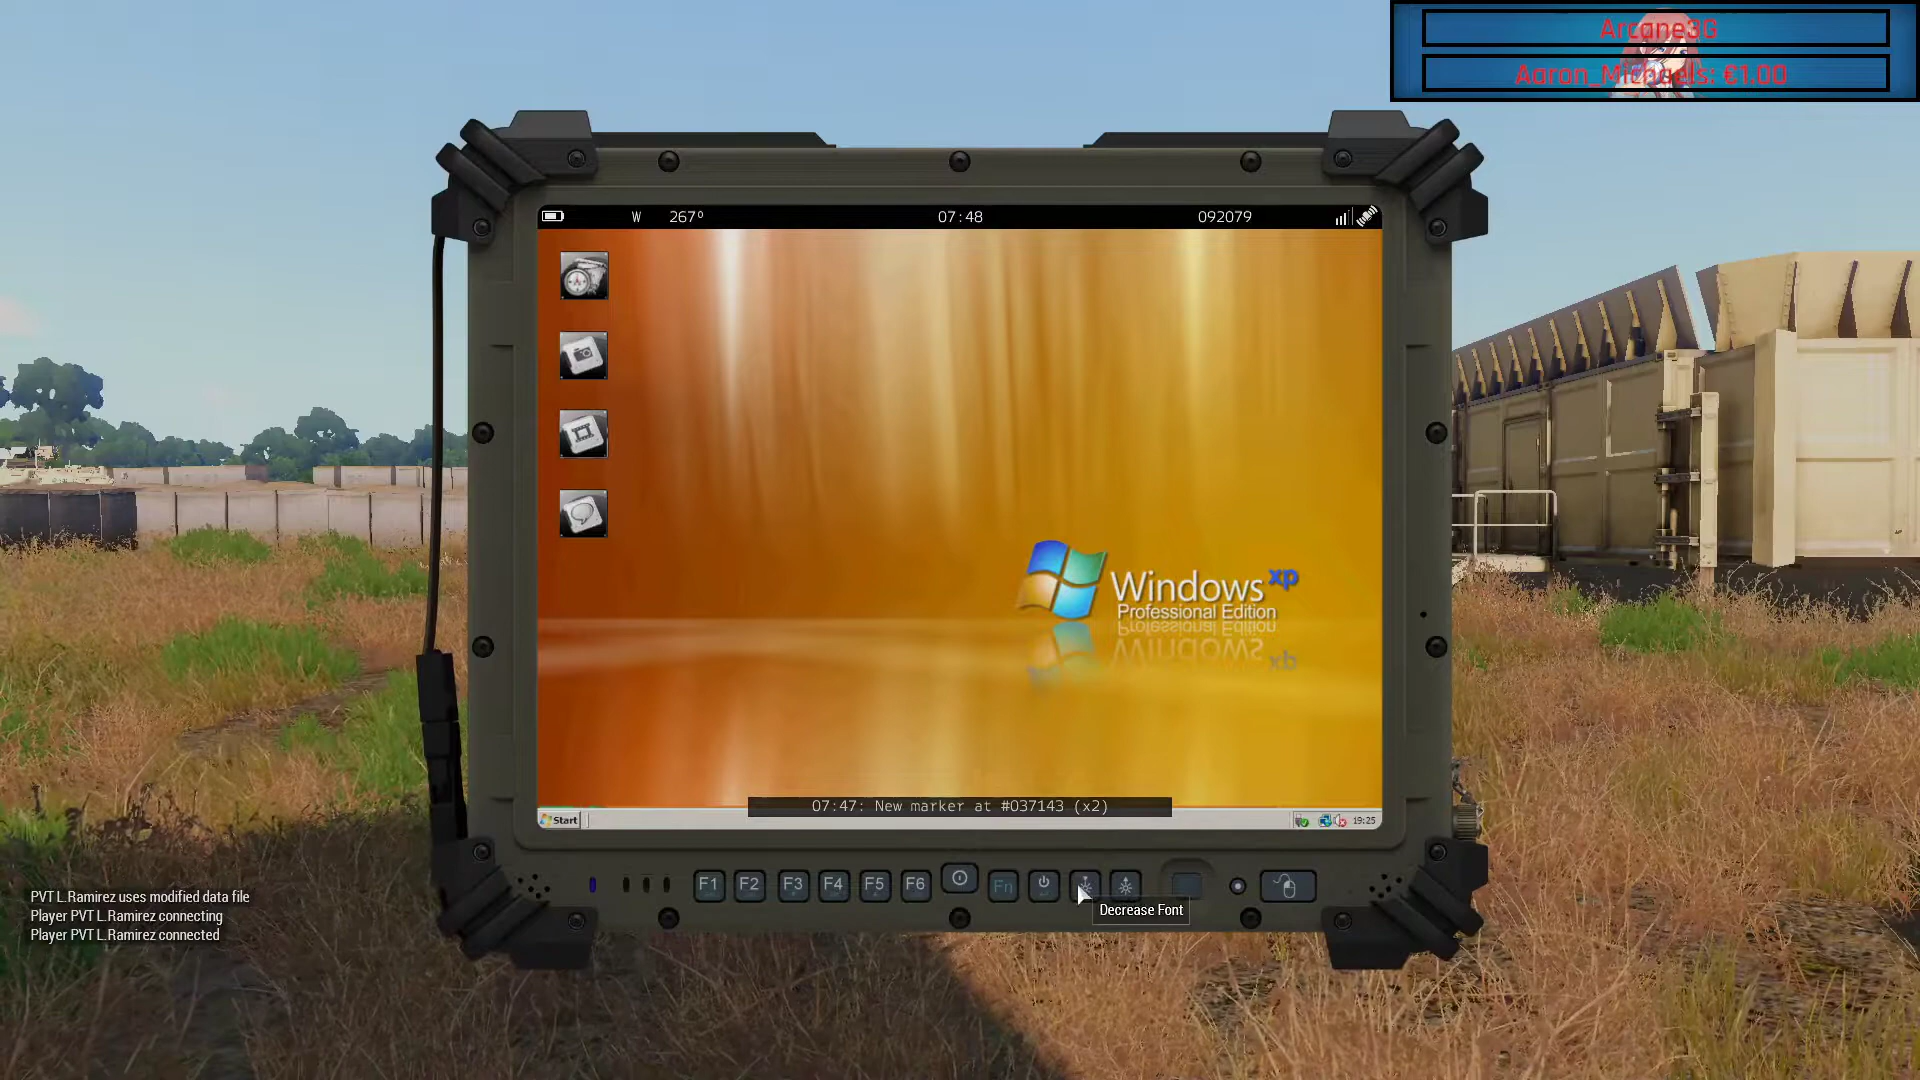 Arcane3G
Aaron_Michaels: €1.00
W 267º 07:48 092079
Windows xp
Professional Edition
07:47: New marker at #037143 (x2)
Start 19:25
F1 F2 F3 F4 F5 F6 Fn
Decrease Font
PVT L.Ramirez uses modified data file
Player PVT L.Ramirez connecting
Player PVT L.Ramirez connected